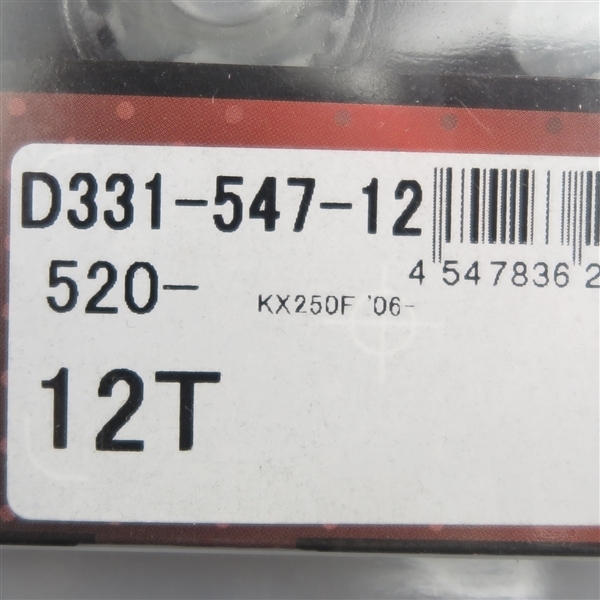 D331-547-12
4 547836 2
520- KX250F '06-
12T